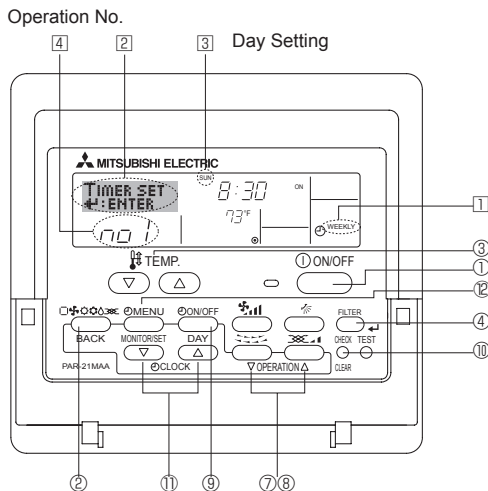 Operation No.
4 2 3 Day Setting
MITSUBISHI ELECTRIC
SUN
TIMER SET
↵:ENTER
8:30 ON
no 1
73°F
WEEKLY
1
TEMP.
ON/OFF
③
①
⑫
MENU ON/OFF FILTER
④
BACK MONITOR/SET DAY CHECK TEST
PAR-21MAA CLOCK ▽ OPERATION △ CLEAR
⑩
② ⑪ ⑨ ⑦⑧